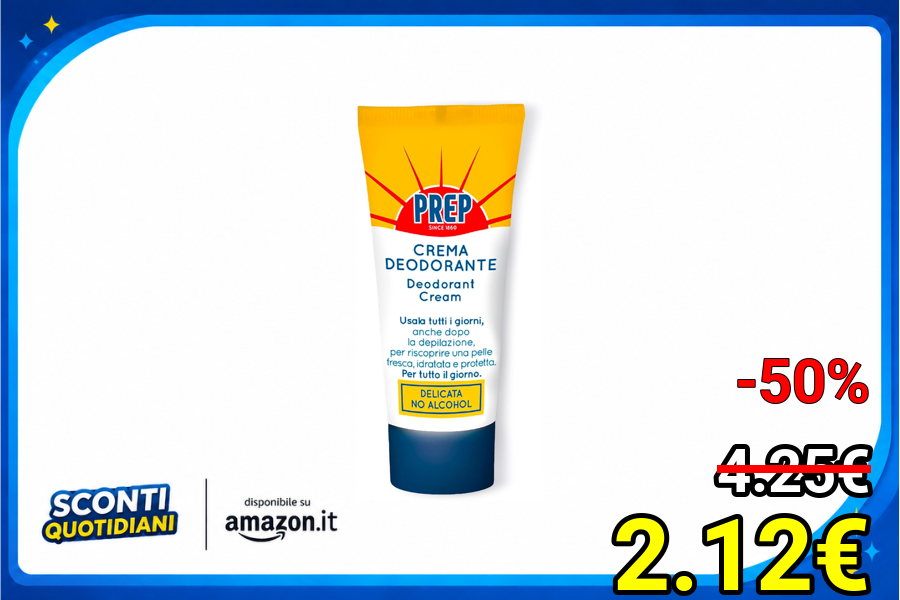 PREP
SINCE 1860
CREMA
DEODORANTE
Deodorant
Cream
Usala tutti i giorni,
anche dopo
la depilazione,
per riscoprire una pelle
fresca, idratata e protetta.
Per tutto il giorno.
DELICATA
NO ALCOHOL
-50%
4.25€
2.12€
SCONTI
QUOTIDIANI
disponibile su
amazon.it